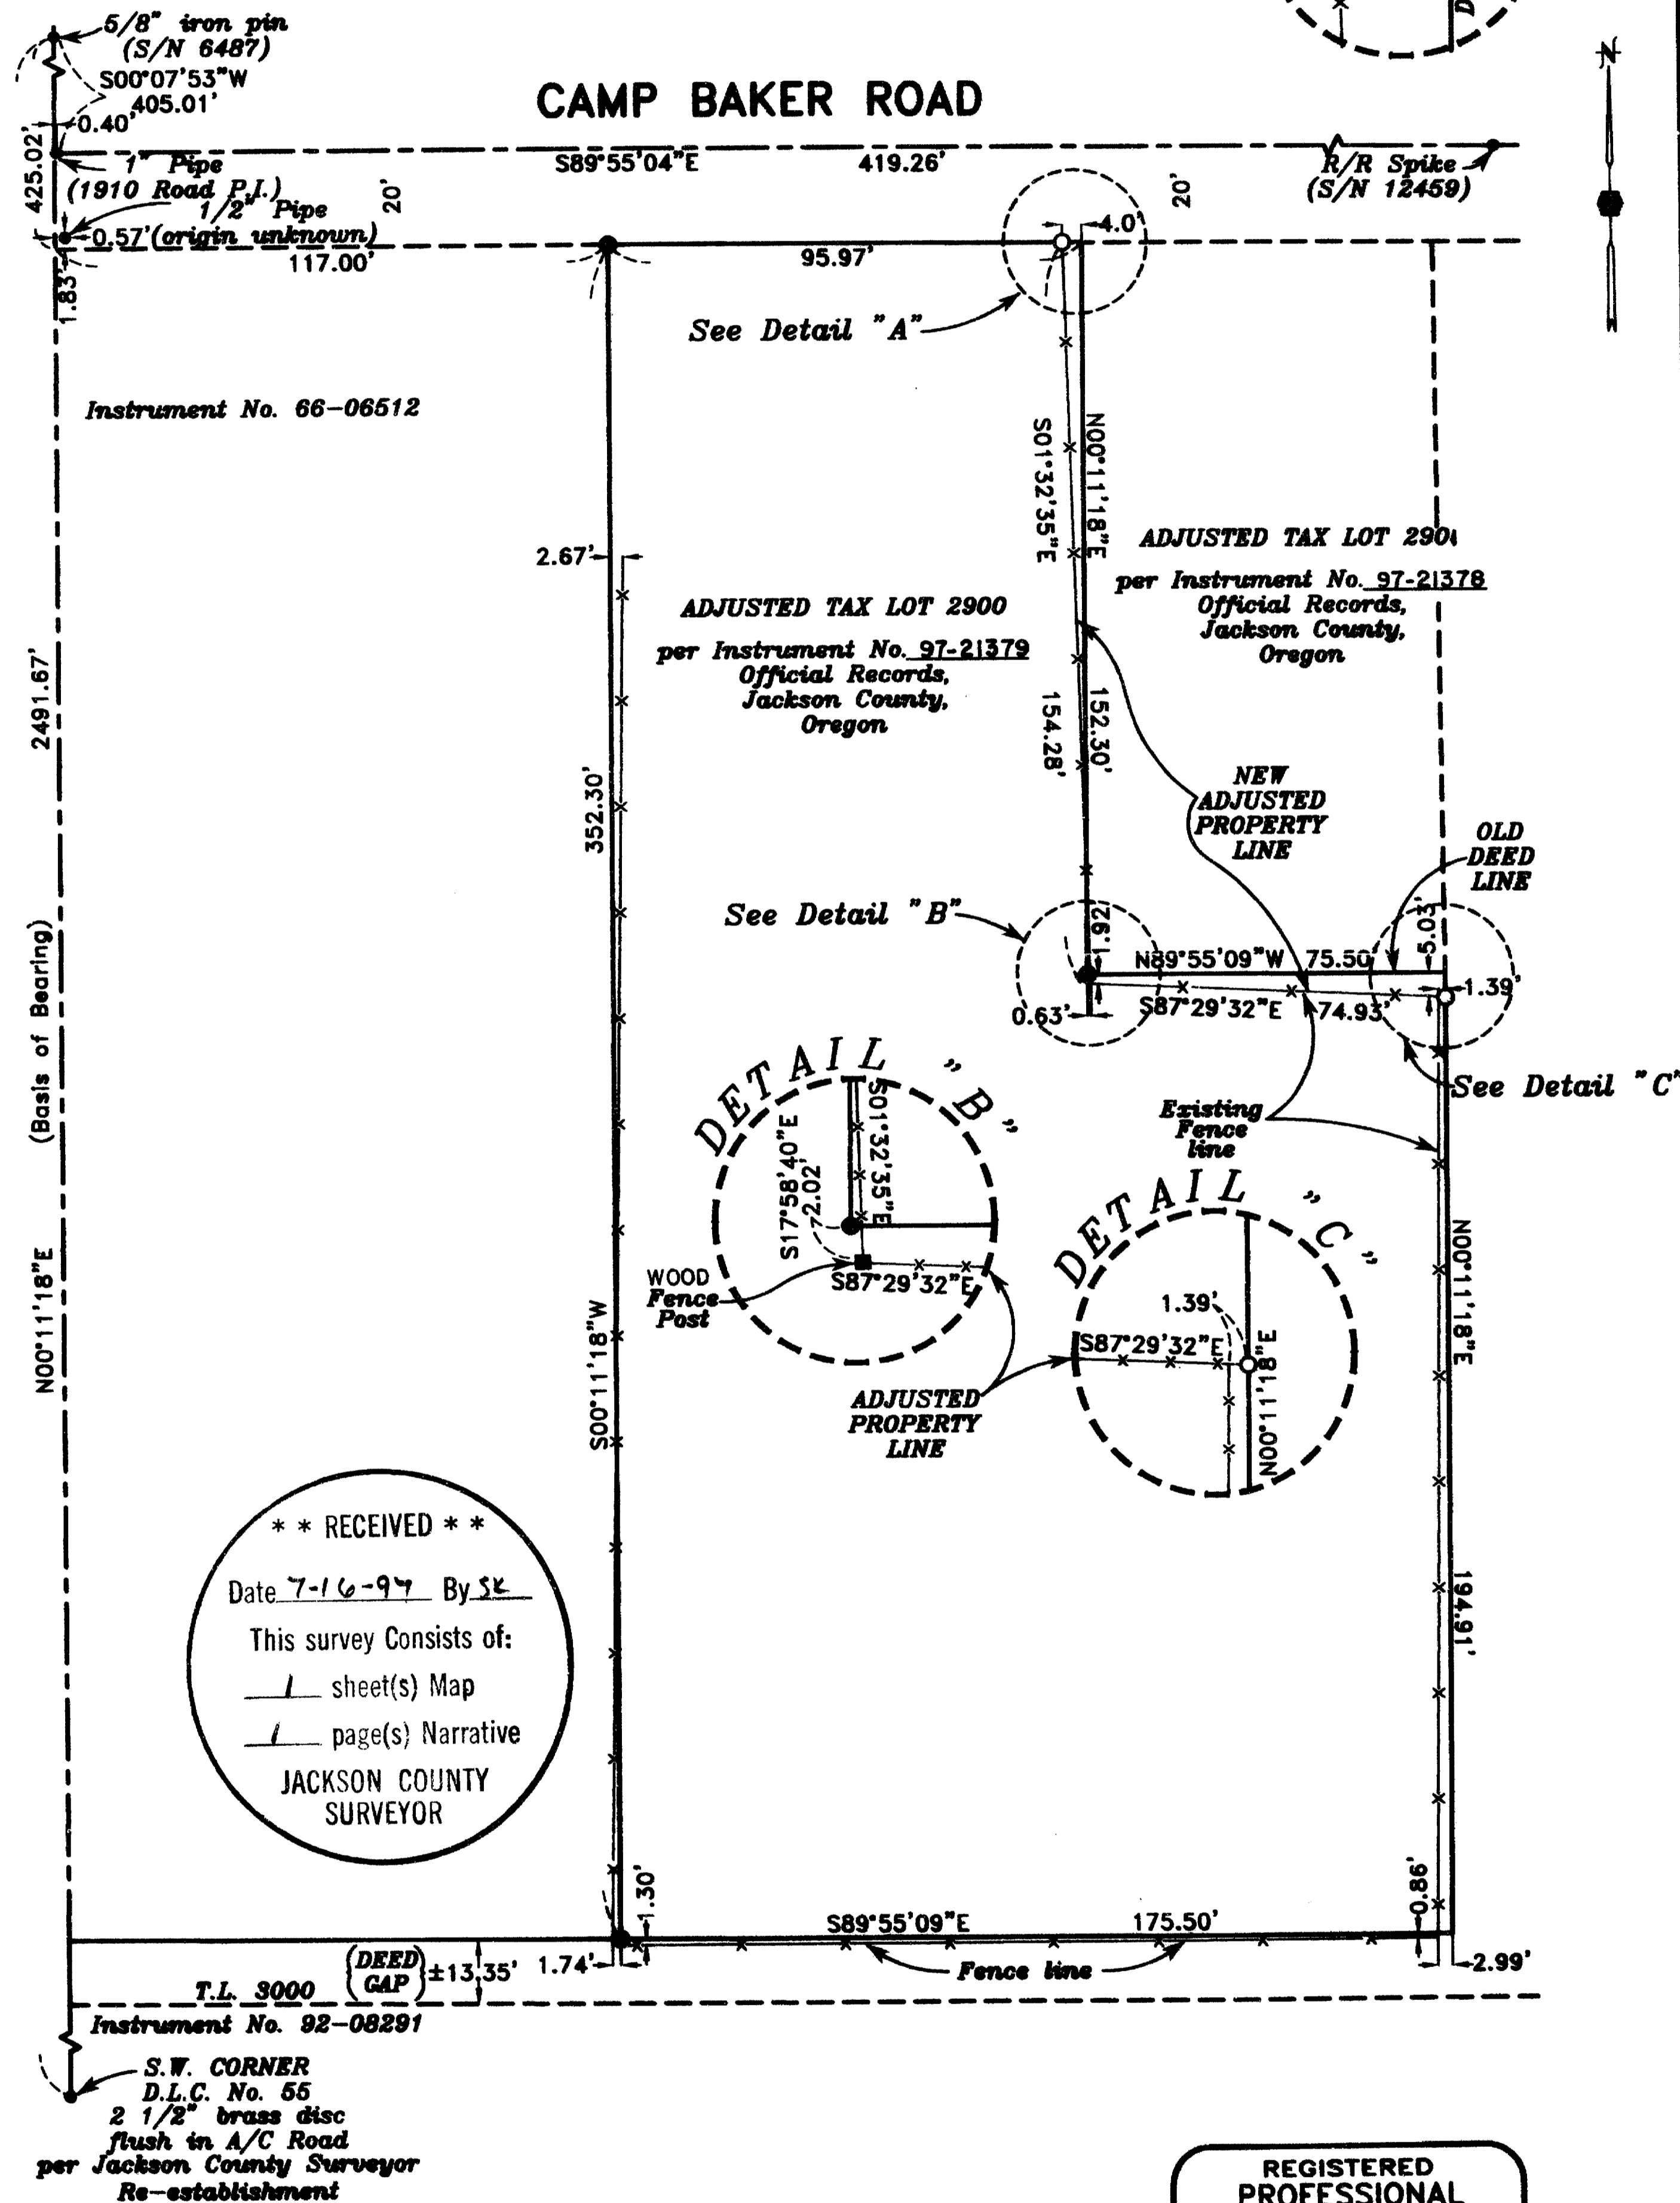 5/8" iron pin
(S/N 6487)
S00°07'53"W
405.01'
0.40'
425.02'
1" Pipe
(1910 Road P.I.)
1/2" Pipe
0.57' (origin unknown)
1.83'
117.00'
CAMP BAKER ROAD
S89°55'04"E 419.26'
20'
20'
R/R Spike
(S/N 12459)
N
D
4.0'
95.97'
See Detail "A"
Instrument No. 66-06512
S01°32'35"E
N00°11'18"E
2.67'
ADJUSTED TAX LOT 2900
per Instrument No. 97-21379
Official Records,
Jackson County,
Oregon
ADJUSTED TAX LOT 290
per Instrument No. 97-21378
Official Records,
Jackson County,
Oregon
154.28'
152.30'
2491.67'
(Basis of Bearing)
N00°11'18"E
352.30'
S00°11'18"W
NEW
ADJUSTED
PROPERTY
LINE
OLD
DEED
LINE
See Detail "B"
1.92'
N89°55'09"W 75.50'
5.03'
1.39'
0.63'
S87°29'32"E 74.93'
See Detail "C"
Existing
Fence
line
DETAIL "B"
S17°58'40"E
2.02'
S01°32'35"E
S87°29'32"E
WOOD
Fence
Post
DETAIL "C"
1.39'
S87°29'32"E
N00°11'18"E
ADJUSTED
PROPERTY
LINE
N00°11'18"E
194.91'
* * RECEIVED * *
Date 7-16-97 By SK
This survey Consists of:
1 sheet(s) Map
1 page(s) Narrative
JACKSON COUNTY
SURVEYOR
1.30'
S89°55'09"E 175.50'
0.86'
2.99'
1.74'
Fence line
(DEED
GAP) ±13.35'
T.L. 3000
Instrument No. 92-08291
S.W. CORNER
D.L.C. No. 55
2 1/2" brass disc
flush in A/C Road
per Jackson County Surveyor
Re-establishment
REGISTERED
PROFESSIONAL